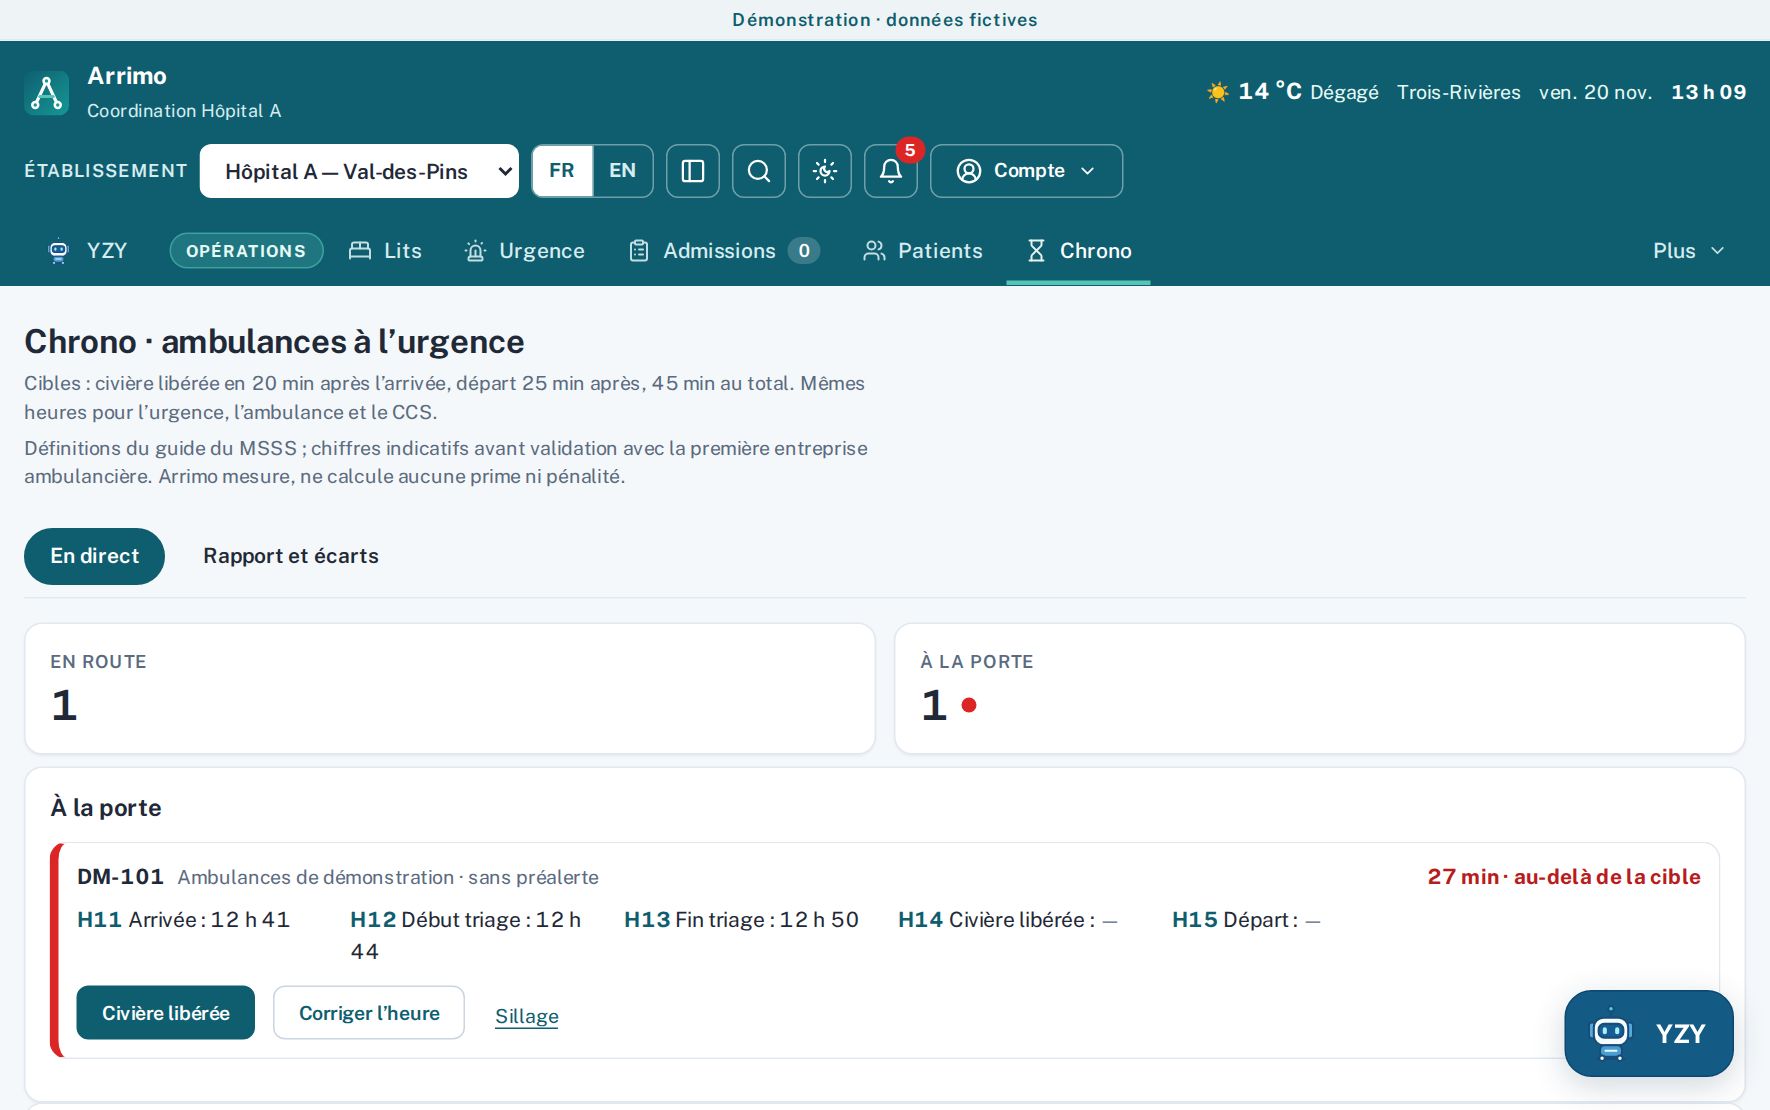 Démonstration · données fictives
Arrimo
Coordination Hôpital A
14 °C Dégagé Trois-Rivières ven. 20 nov. 13 h 09
ÉTABLISSEMENT Hôpital A — Val-des-Pins FR EN 5 Compte
YZY OPÉRATIONS Lits Urgence Admissions 0 Patients Chrono Plus
Chrono · ambulances à l’urgence
Cibles : civière libérée en 20 min après l’arrivée, départ 25 min après, 45 min au total. Mêmes
heures pour l’urgence, l’ambulance et le CCS.
Définitions du guide du MSSS ; chiffres indicatifs avant validation avec la première entreprise
ambulancière. Arrimo mesure, ne calcule aucune prime ni pénalité.
En direct Rapport et écarts
EN ROUTE
1
À LA PORTE
1
À la porte
DM-101 Ambulances de démonstration · sans préalerte 27 min · au-delà de la cible
H11 Arrivée : 12 h 41 H12 Début triage : 12 h H13 Fin triage : 12 h 50 H14 Civière libérée : — H15 Départ : —
44
Civière libérée Corriger l’heure Sillage
YZY